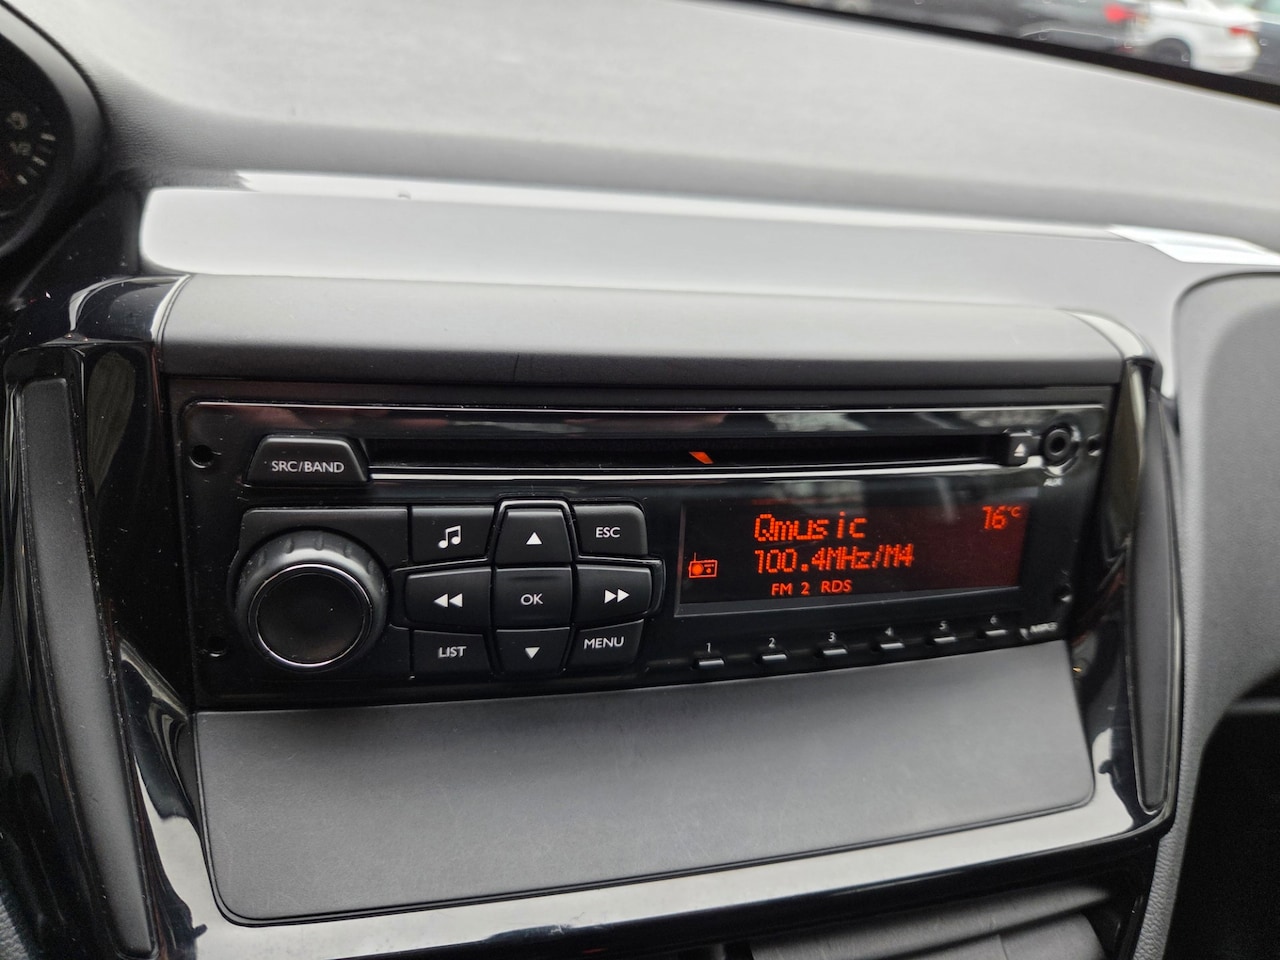 SRC/BAND
AUX
ESC
OK
LIST
MENU
Qmusic
16°C
100.4MHz/M4
FM 2 RDS
1 2 3 4 5 6